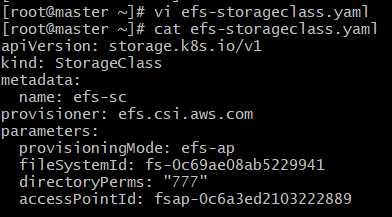 [root@master ~]# vi efs-storageclass.yaml
[root@master ~]# cat efs-storageclass.yaml
apiVersion: storage.k8s.io/v1
kind: StorageClass
metadata:
  name: efs-sc
provisioner: efs.csi.aws.com
parameters:
  provisioningMode: efs-ap
  fileSystemId: fs-0c69ae08ab5229941
  directoryPerms: "777"
  accessPointId: fsap-0c6a3ed2103222889